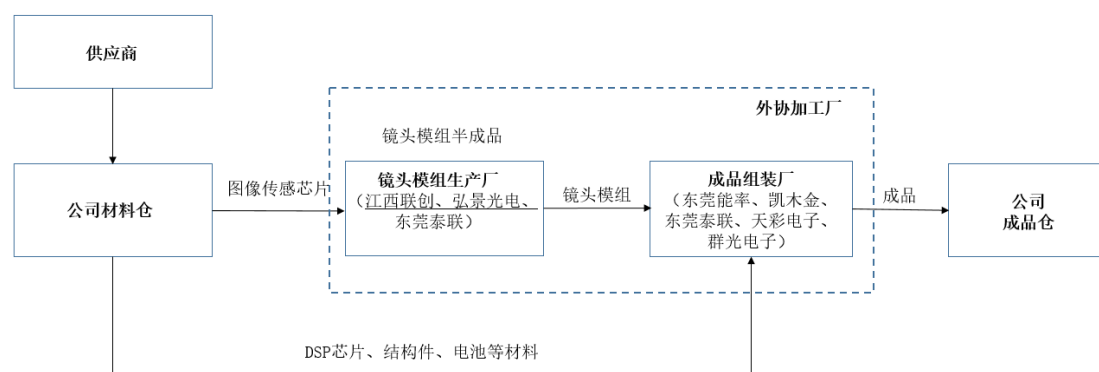 供应商
外协加工厂
镜头模组半成品
公司材料仓
图像传感芯片
镜头模组生产厂
（江西联创、弘景光电、
东莞泰联）
镜头模组
成品组装厂
（东莞能率、凯木金、
东莞泰联、天彩电子、
群光电子）
成品
公司
成品仓
DSP芯片、结构件、电池等材料